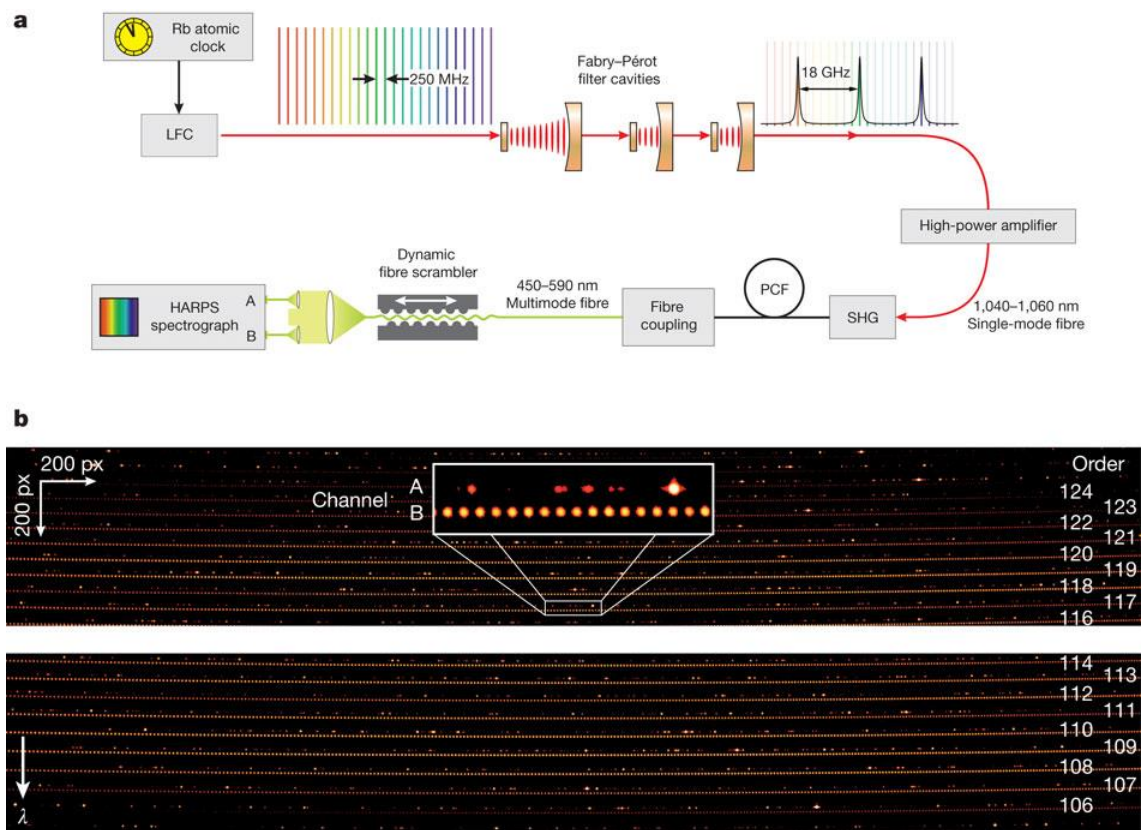 a
Rb atomic
clock
LFC
250 MHz
Fabry–Pérot
filter cavities
18 GHz
High-power amplifier
1,040–1,060 nm
Single-mode fibre
SHG
PCF
Fibre
coupling
450–590 nm
Multimode fibre
Dynamic
fibre scrambler
HARPS
spectrograph
A
B
b
200 px
200 px
Channel
A
B
Order
124
123
122
121
120
119
118
117
116
114
113
112
111
110
109
108
107
106
λ